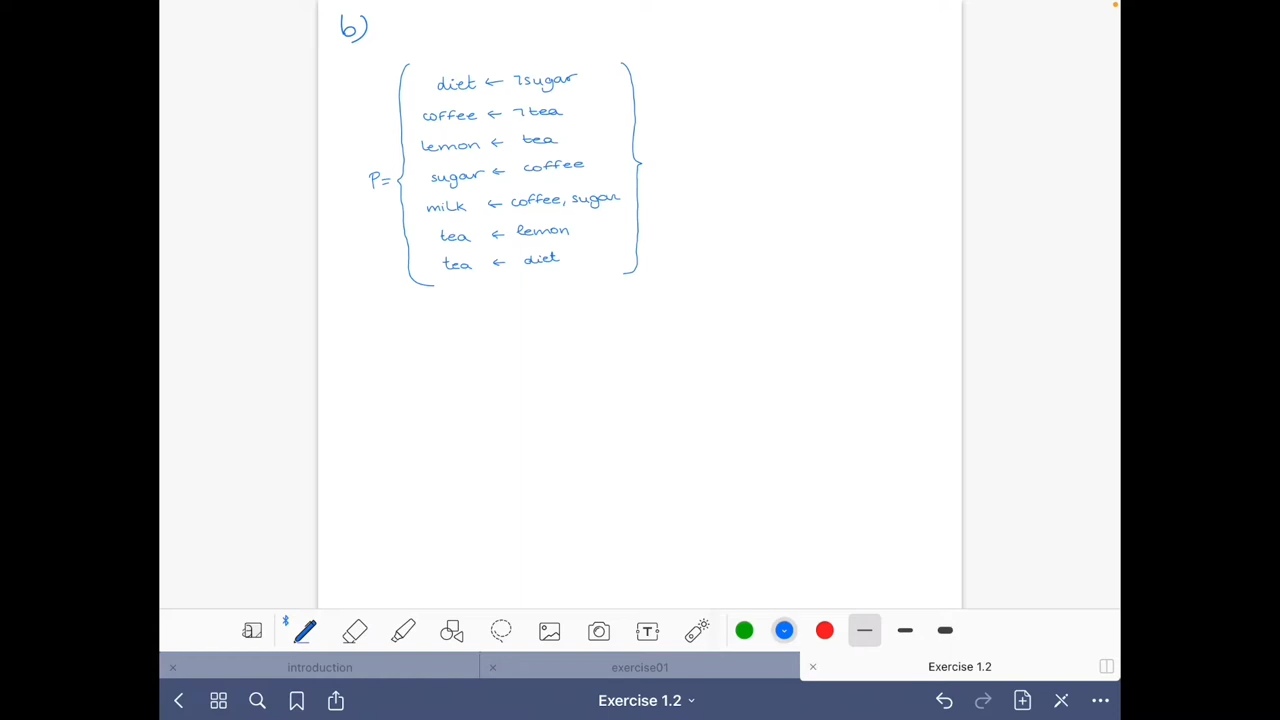 b)
diet ← ¬sugar
coffee ← ¬tea
lemon ← tea
sugar ← coffee
P=
milk ← coffee, sugar
tea ← lemon
tea ← diet
T
introduction
exercise01
Exercise 1.2
Exercise 1.2